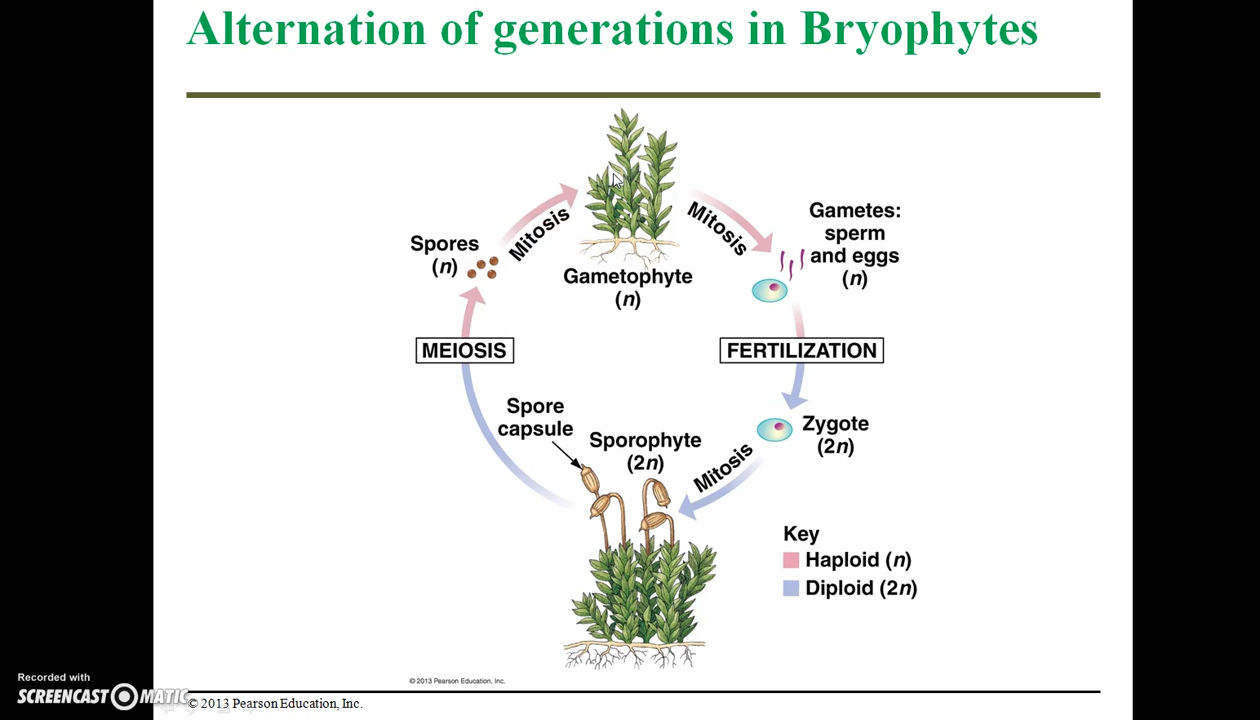 Alternation of generations in Bryophytes
Mitosis
Mitosis
Gametes:
sperm
and eggs
(n)
Spores
(n)
Gametophyte
(n)
MEIOSIS
FERTILIZATION
Spore
capsule
Sporophyte
(2n)
Zygote
(2n)
Mitosis
Key
Haploid (n)
Diploid (2n)
© 2013 Pearson Education, Inc.
Recorded with
SCREENCAST MATIC
© 2013 Pearson Education, Inc.